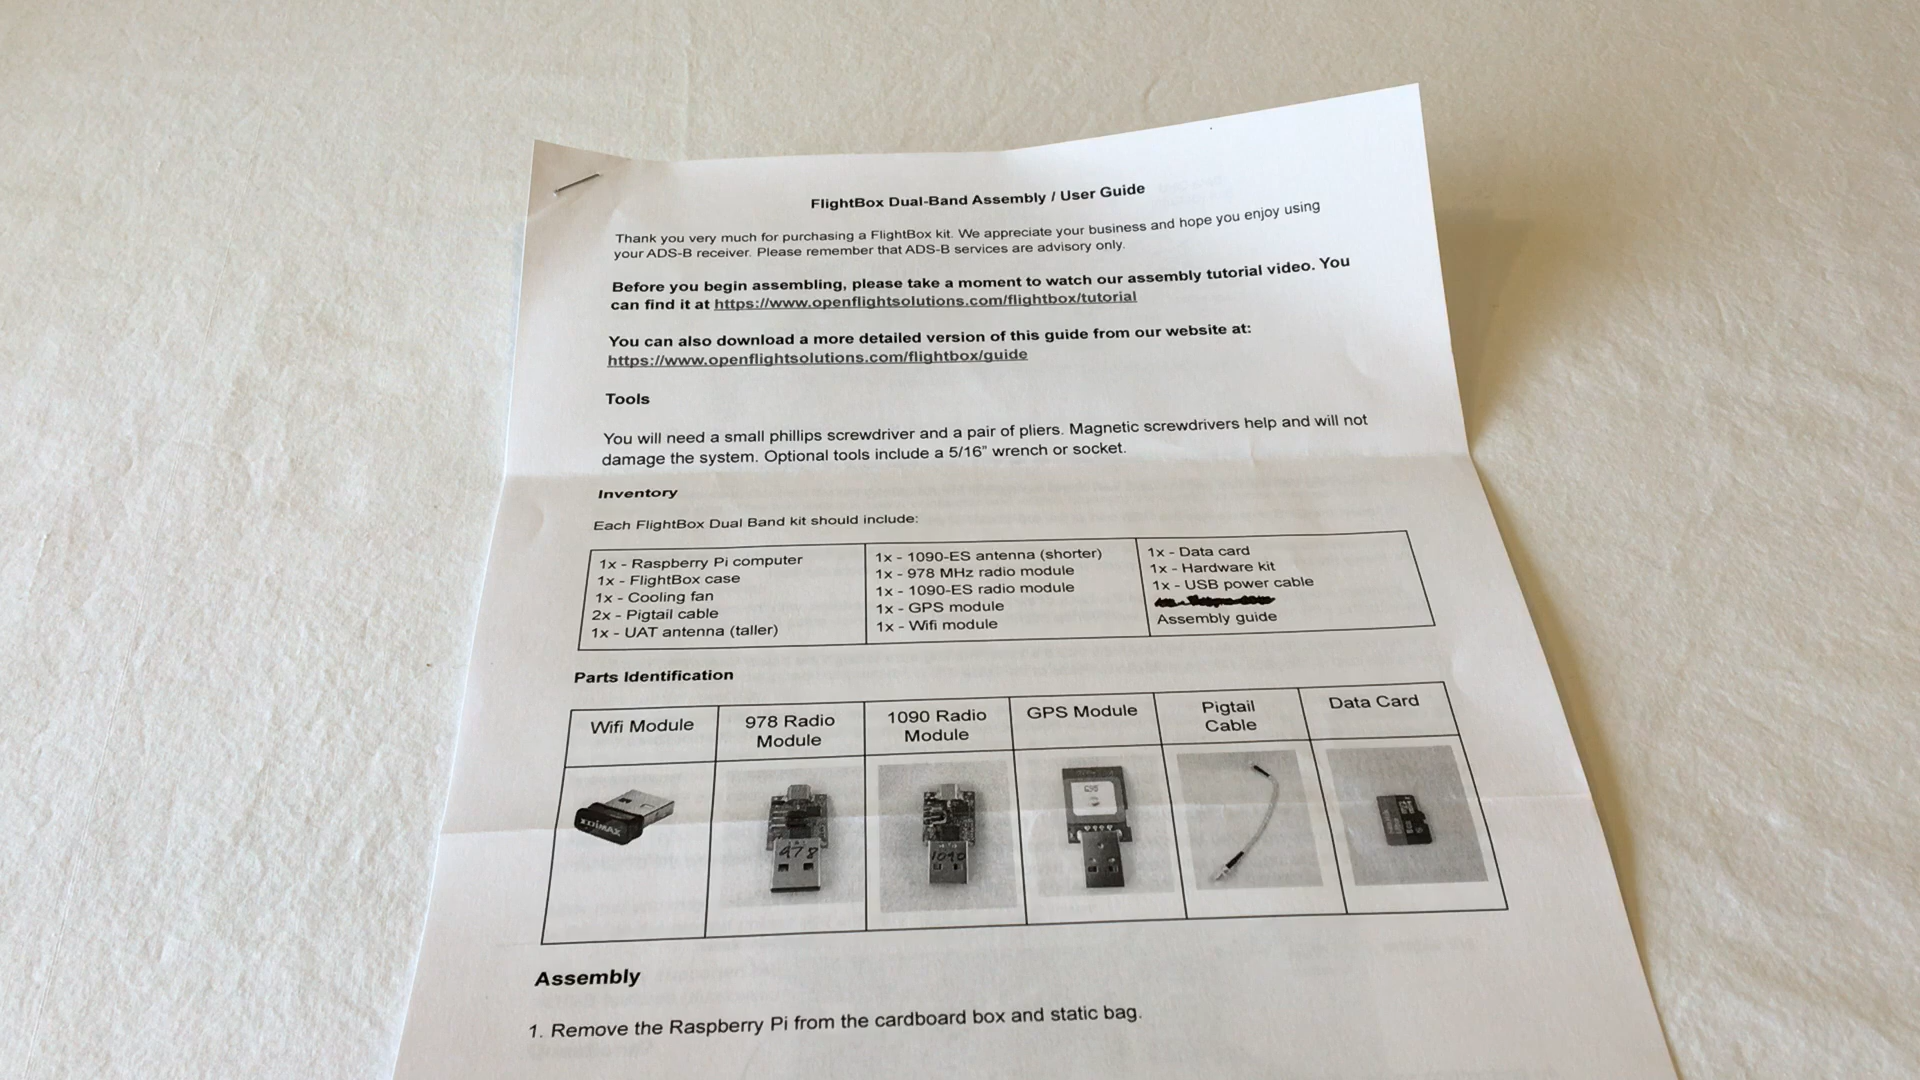 FlightBox Dual-Band Assembly / User Guide
Thank you very much for purchasing a FlightBox kit. We appreciate your business and hope you enjoy using
your ADS-B receiver. Please remember that ADS-B services are advisory only.
Before you begin assembling, please take a moment to watch our assembly tutorial video. You
can find it at https://www.openflightsolutions.com/flightbox/tutorial
You can also download a more detailed version of this guide from our website at:
https://www.openflightsolutions.com/flightbox/guide
Tools
You will need a small phillips screwdriver and a pair of pliers. Magnetic screwdrivers help and will not
damage the system. Optional tools include a 5/16" wrench or socket.
Inventory
Each FlightBox Dual Band kit should include:
1x - Raspberry Pi computer
1x - FlightBox case
1x - Cooling fan
2x - Pigtail cable
1x - UAT antenna (taller)
1x - 1090-ES antenna (shorter)
1x - 978 MHz radio module
1x - 1090-ES radio module
1x - GPS module
1x - Wifi module
1x - Data card
1x - Hardware kit
1x - USB power cable
Assembly guide
Parts Identification
Wifi Module
978 Radio
Module
1090 Radio
Module
GPS Module
Pigtail
Cable
Data Card
EDIMAX
978
1090
Assembly
1. Remove the Raspberry Pi from the cardboard box and static bag.